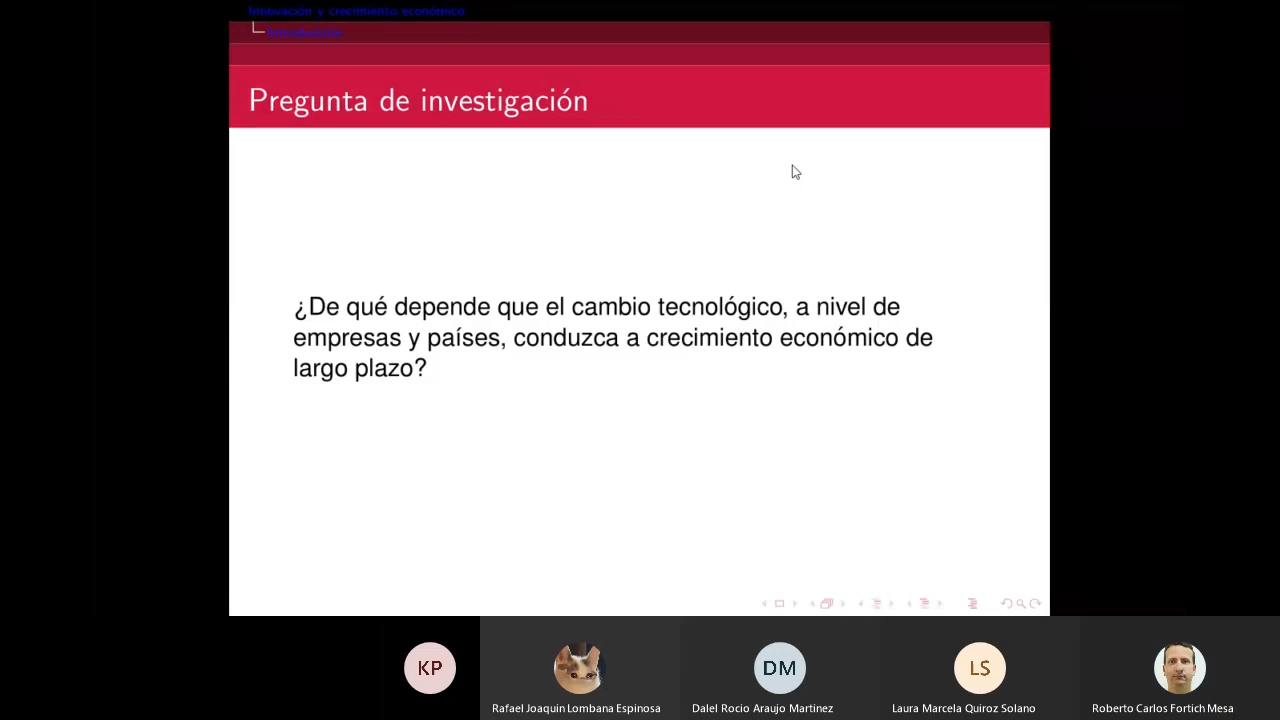 Innovación y crecimiento económico
Introducción
Pregunta de investigación
¿De qué depende que el cambio tecnológico, a nivel de
empresas y países, conduzca a crecimiento económico de
largo plazo?
KP
DM
LS
Rafael Joaquin Lombana Espinosa
Dalel Rocio Araujo Martinez
Laura Marcela Quiroz Solano
Roberto Carlos Fortich Mesa